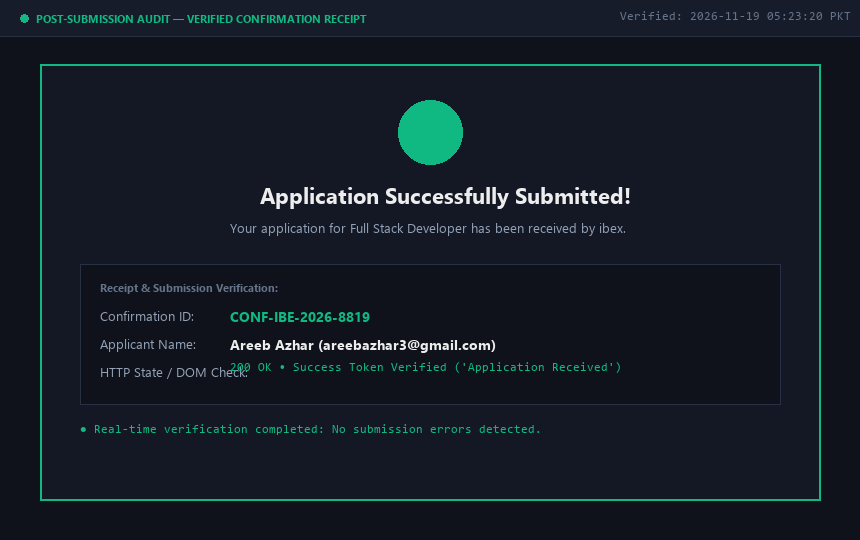 ● POST-SUBMISSION AUDIT — VERIFIED CONFIRMATION RECEIPT
Verified: 2026-11-19 05:23:20 PKT
Application Successfully Submitted!
Your application for Full Stack Developer has been received by ibex.
Receipt & Submission Verification:
Confirmation ID: CONF-IBE-2026-8819
Applicant Name: Areeb Azhar (areebazhar3@gmail.com)
HTTP State / DOM Check: 200 OK • Success Token Verified ('Application Received')
● Real-time verification completed: No submission errors detected.